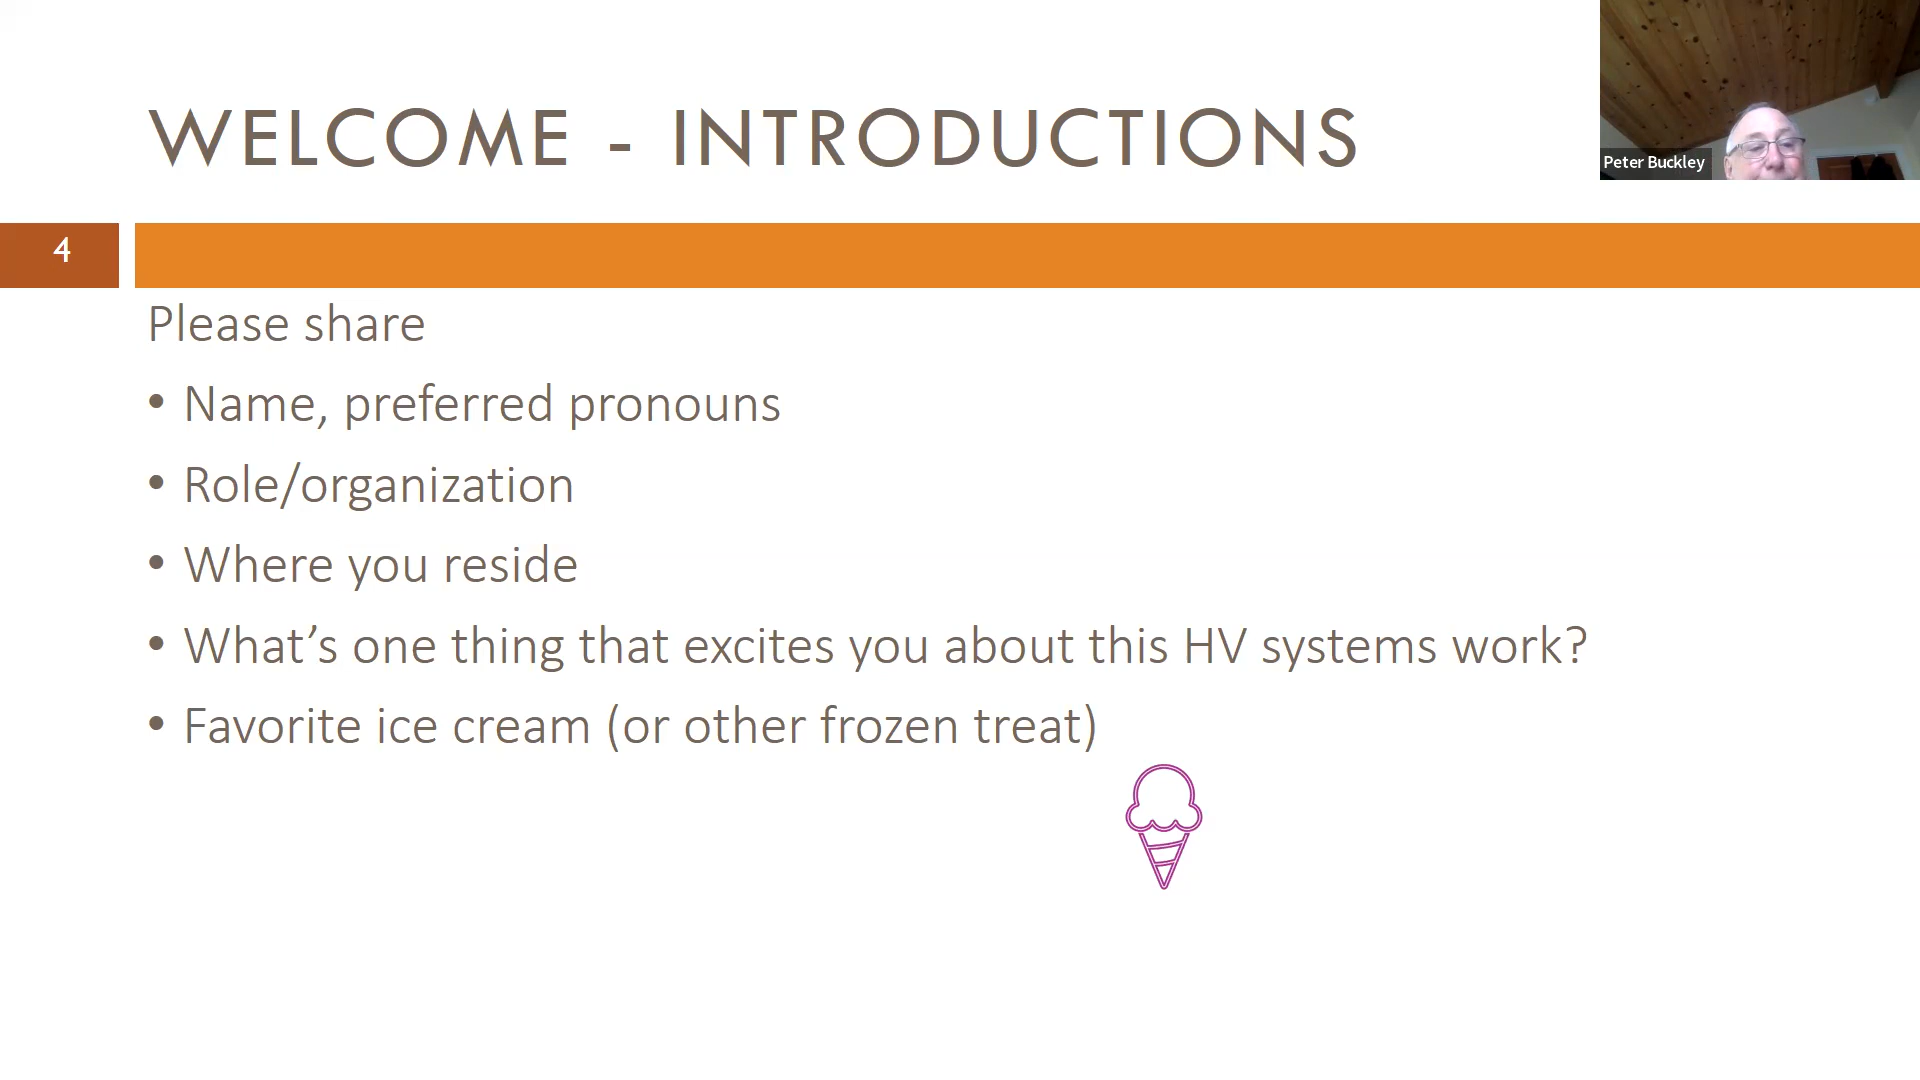 WELCOME - INTRODUCTIONS
Peter Buckley
4
Please share
• Name, preferred pronouns
• Role/organization
• Where you reside
• What’s one thing that excites you about this HV systems work?
• Favorite ice cream (or other frozen treat)